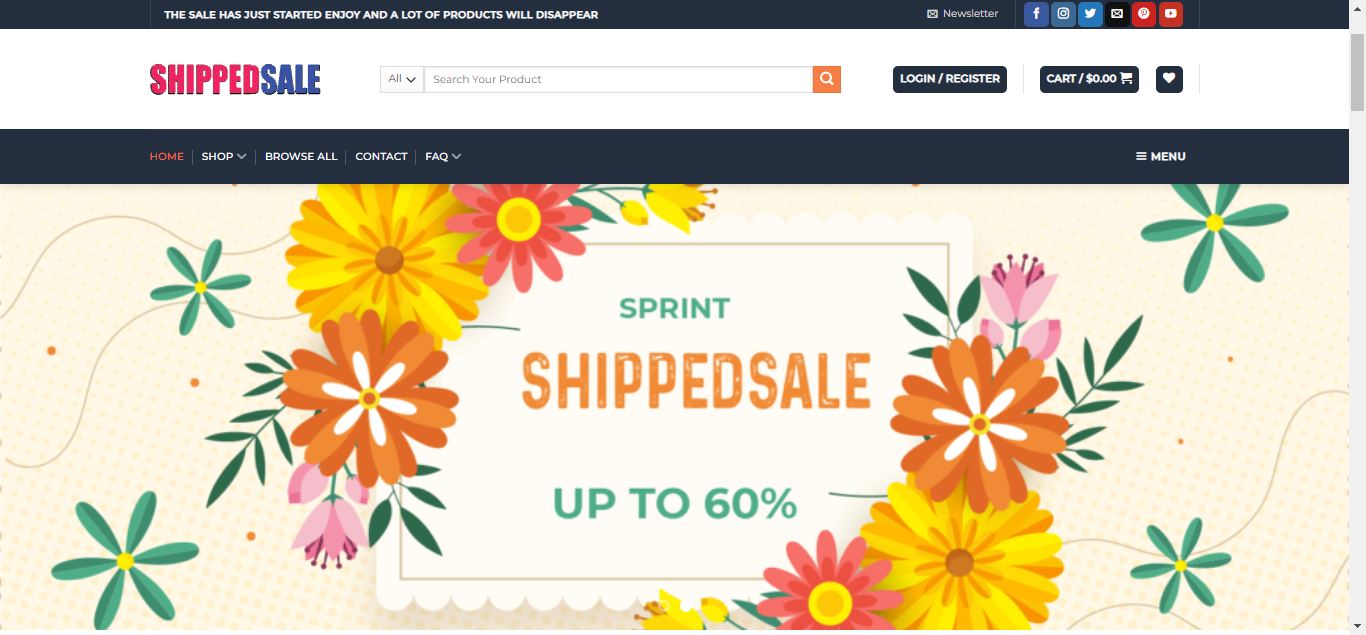 THE SALE HAS JUST STARTED ENJOY AND A LOT OF PRODUCTS WILL DISAPPEAR
Newsletter
SHIPPEDSALE
All
Search Your Product
LOGIN / REGISTER
CART / $0.00
HOME
SHOP
BROWSE ALL
CONTACT
FAQ
MENU
SPRINT
SHIPPEDSALE
UP TO 60%